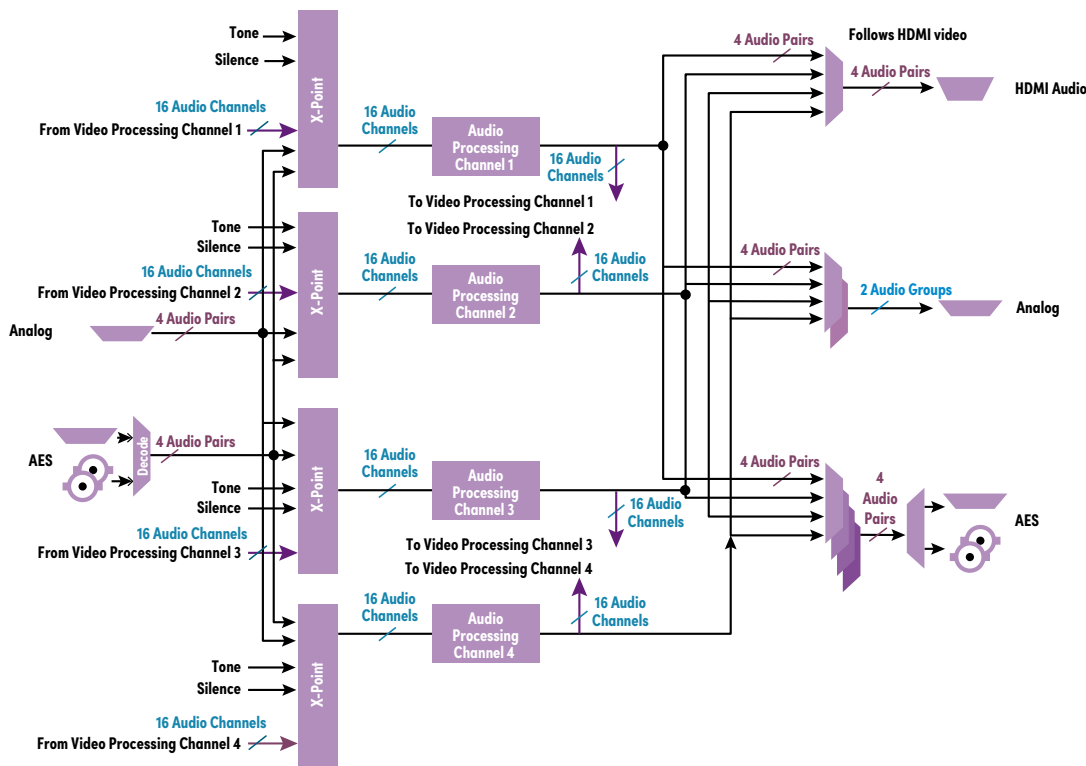 Tone
Silence
16 Audio Channels
From Video Processing Channel 1
X-Point
16 Audio
Channels
Audio
Processing
Channel 1
16 Audio
Channels
To Video Processing Channel 1
4 Audio Pairs
Follows HDMI video
4 Audio Pairs
HDMI Audio
Tone
Silence
16 Audio Channels
From Video Processing Channel 2
X-Point
16 Audio
Channels
Audio
Processing
Channel 2
To Video Processing Channel 2
16 Audio
Channels
4 Audio Pairs
2 Audio Groups
Analog
Analog
4 Audio Pairs
AES
Decode
4 Audio Pairs
Tone
Silence
16 Audio Channels
From Video Processing Channel 3
X-Point
16 Audio
Channels
Audio
Processing
Channel 3
16 Audio
Channels
To Video Processing Channel 3
4 Audio Pairs
4
Audio
Pairs
AES
To Video Processing Channel 4
16 Audio
Channels
X-Point
16 Audio
Channels
Audio
Processing
Channel 4
Tone
Silence
16 Audio Channels
From Video Processing Channel 4